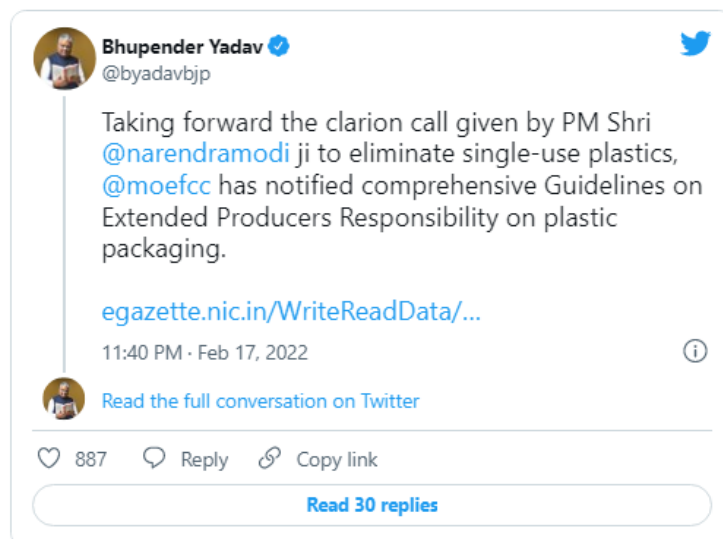 Bhupender Yadav
@byadavbjp
Taking forward the clarion call given by PM Shri
@narendramodi ji to eliminate single-use plastics,
@moefcc has notified comprehensive Guidelines on
Extended Producers Responsibility on plastic
packaging.
egazette.nic.in/WriteReadData/...
11:40 PM · Feb 17, 2022
Read the full conversation on Twitter
887 Reply Copy link
Read 30 replies